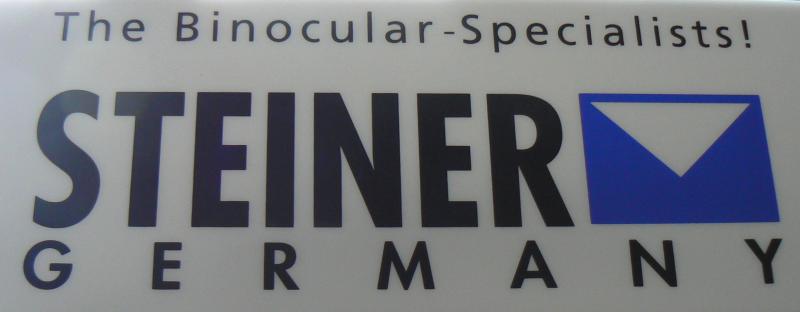 The Binocular-Specialists!
STEINER
GERMANY